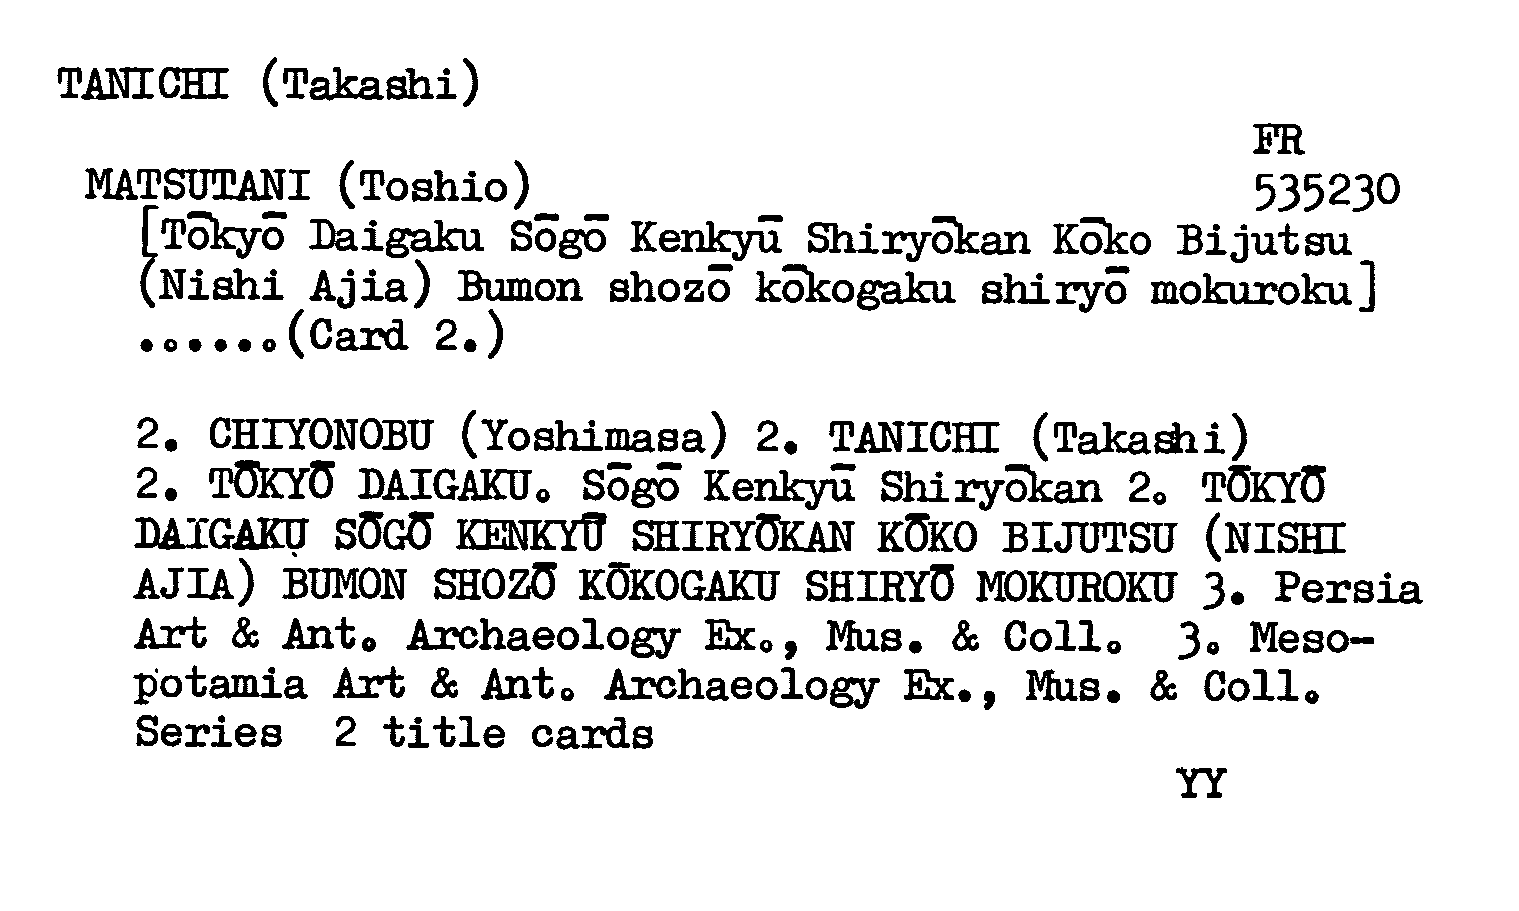 TANICHI (Takashi)
FR
MATSUTANI (Toshio) 535230
[Tōkyō Daigaku Sōgō Kenkyū Shiryōkan Kōko Bijutsu
(Nishi Ajia) Bumon shozō kōkogaku shiryō mokuroku]
......(Card 2.)
2. CHIYONOBU (Yoshimasa) 2. TANICHI (Takashi)
2. TŌKYŌ DAIGAKU. Sōgō Kenkyū Shiryōkan 2. TŌKYŌ
DAIGAKU SŌGŌ KENKYŪ SHIRYŌKAN KŌKO BIJUTSU (NISHI
AJIA) BUMON SHOZŌ KŌKOGAKU SHIRYŌ MOKUROKU 3. Persia
Art & Ant. Archaeology Ex., Mus. & Coll. 3. Meso-
potamia Art & Ant. Archaeology Ex., Mus. & Coll.
Series 2 title cards
YY